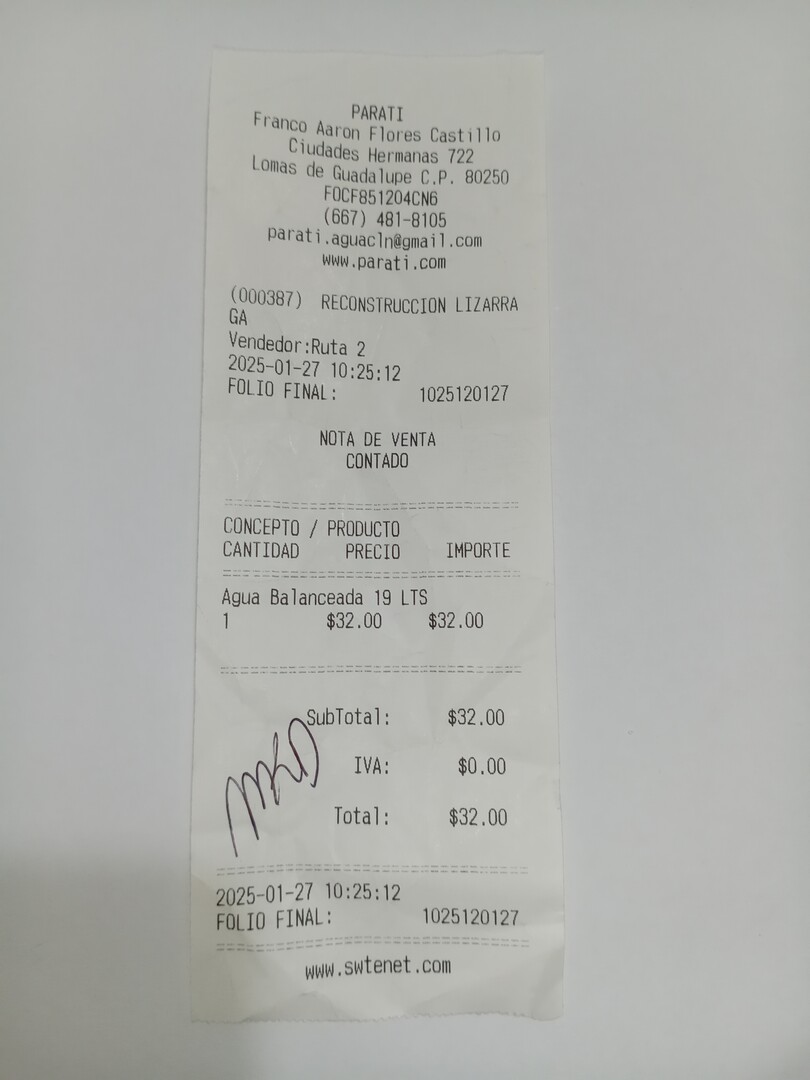 PARATI
Franco Aaron Flores Castillo
Ciudades Hermanas 722
Lomas de Guadalupe C.P. 80250
FOCF851204CN6
(667) 481-8105
parati.aguacln@gmail.com
www.parati.com
(000387) RECONSTRUCCION LIZARRA
GA
Vendedor:Ruta 2
2025-01-27 10:25:12
FOLIO FINAL: 1025120127
NOTA DE VENTA
CONTADO
CONCEPTO / PRODUCTO
CANTIDAD PRECIO IMPORTE
Agua Balanceada 19 LTS
1 $32.00 $32.00
SubTotal: $32.00
IVA: $0.00
Total: $32.00
2025-01-27 10:25:12
FOLIO FINAL: 1025120127
www.swtenet.com